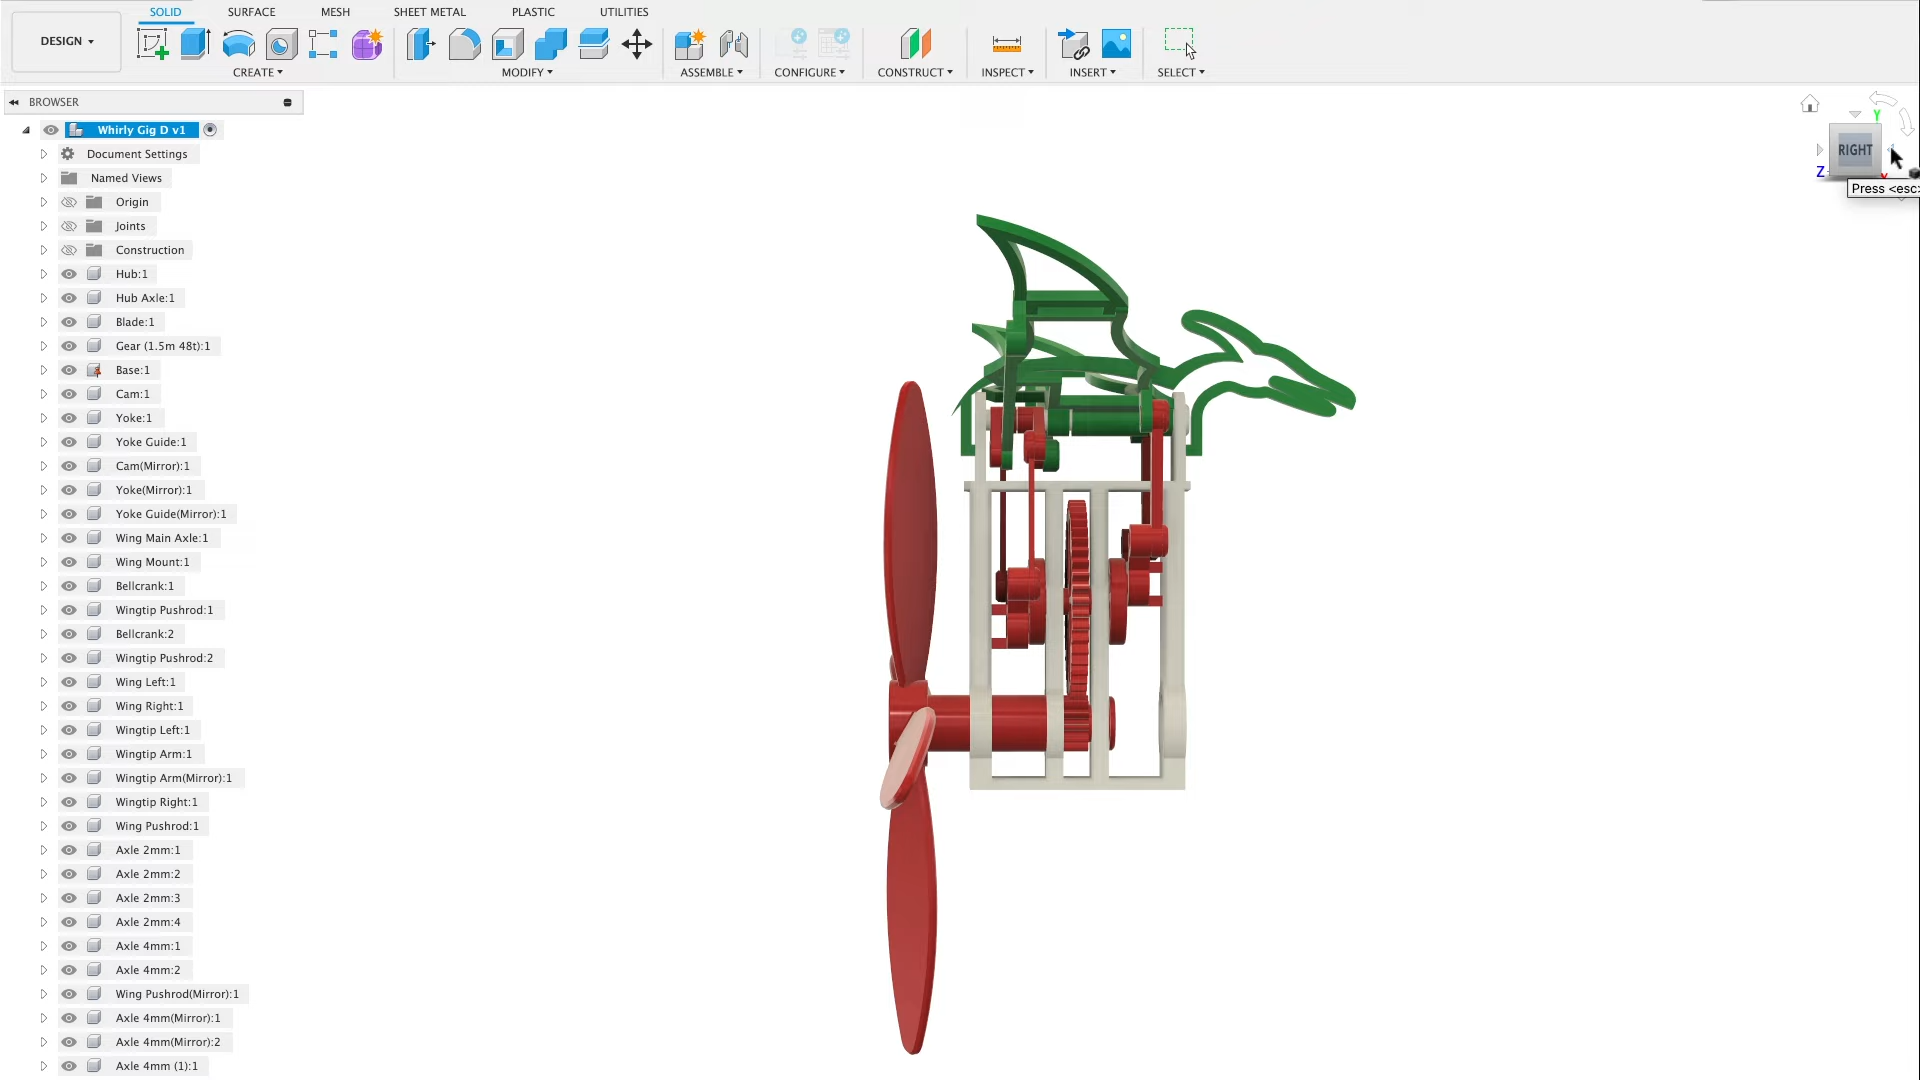 DESIGN
SOLID
SURFACE
MESH
SHEET METAL
PLASTIC
UTILITIES
CREATE
MODIFY
ASSEMBLE
CONFIGURE
CONSTRUCT
INSPECT
INSERT
SELECT
BROWSER
Whirly Gig D v1
Document Settings
Named Views
Origin
Joints
Construction
Hub:1
Hub Axle:1
Blade:1
Gear (1.5m 48t):1
Base:1
Cam:1
Yoke:1
Yoke Guide:1
Cam(Mirror):1
Yoke(Mirror):1
Yoke Guide(Mirror):1
Wing Main Axle:1
Wing Mount:1
Bellcrank:1
Wingtip Pushrod:1
Bellcrank:2
Wingtip Pushrod:2
Wing Left:1
Wing Right:1
Wingtip Left:1
Wingtip Arm:1
Wingtip Arm(Mirror):1
Wingtip Right:1
Wing Pushrod:1
Axle 2mm:1
Axle 2mm:2
Axle 2mm:3
Axle 2mm:4
Axle 4mm:1
Axle 4mm:2
Wing Pushrod(Mirror):1
Axle 4mm(Mirror):1
Axle 4mm(Mirror):2
Axle 4mm (1):1
Y
RIGHT
Z
Press <esc>